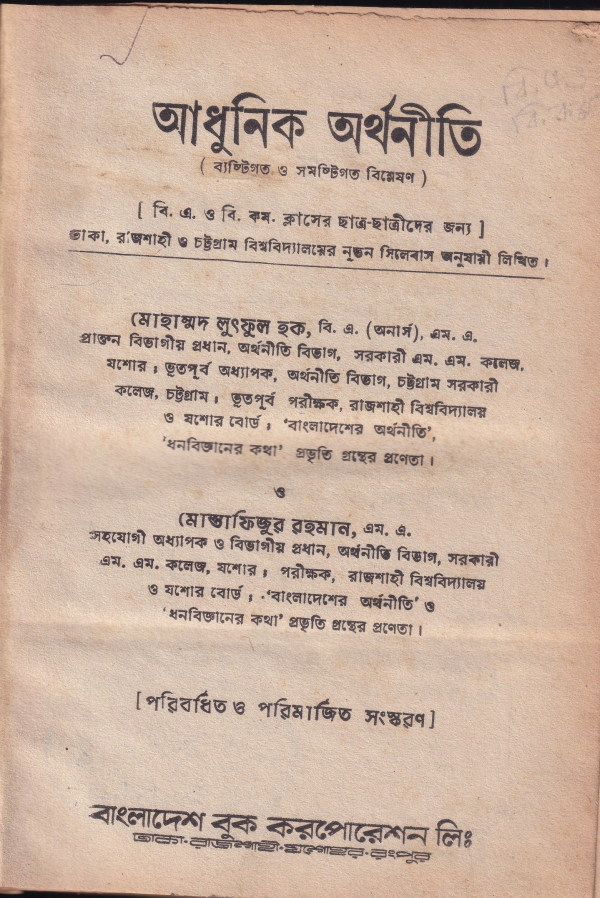 বি. এ. ও
বি. কম
আধুনিক অর্থনীতি
( ব্যষ্টিগত ও সমষ্টিগত বিশ্লেষণ )
[ বি. এ. ও বি. কম. ক্লাসের ছাত্র-ছাত্রীদের জন্য ]
ঢাকা, রাজশাহী ও চট্টগ্রাম বিশ্ববিদ্যালয়ের নূতন সিলেবাস অনুযায়ী লিখিত।
মোহাম্মদ লুৎফুল হক, বি. এ. (অনার্স), এম. এ.
প্রাক্তন বিভাগীয় প্রধান, অর্থনীতি বিভাগ, সরকারী এম. এম. কলেজ,
যশোর ; ভূতপূর্ব অধ্যাপক, অর্থনীতি বিভাগ, চট্টগ্রাম সরকারী
কলেজ, চট্টগ্রাম ; ভূতপূর্ব পরীক্ষক, রাজশাহী বিশ্ববিদ্যালয়
ও যশোর বোর্ড ; ‘বাংলাদেশের অর্থনীতি’,
‘ধনবিজ্ঞানের কথা’ প্রভৃতি গ্রন্থের প্রণেতা।
ও
মোস্তাফিজুর রহমান, এম. এ.
সহযোগী অধ্যাপক ও বিভাগীয় প্রধান, অর্থনীতি বিভাগ, সরকারী
এম. এম. কলেজ, যশোর ; পরীক্ষক, রাজশাহী বিশ্ববিদ্যালয়
ও যশোর বোর্ড ; ‘বাংলাদেশের অর্থনীতি’ ও
‘ধনবিজ্ঞানের কথা’ প্রভৃতি গ্রন্থের প্রণেতা।
[পরিবর্ধিত ও পরিমার্জিত সংস্করণ]
বাংলাদেশ বুক করপোরেশন লিঃ
ঢাকা·রাজশাহী·যশোহর·রংপুর